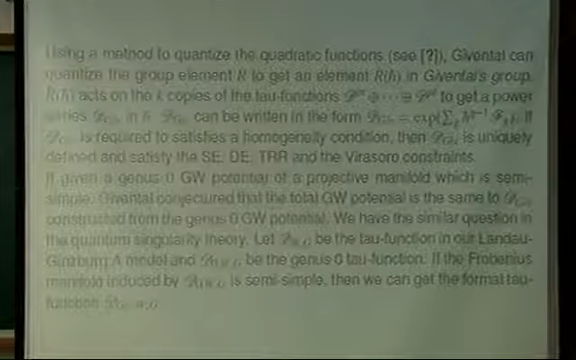 Using a method to quantize the quadratic functions (see [?]), Givental can
quantize the group element R to get an element R(ħ) in Givental's group.
R(ħ) acts on the k copies of the tau-functions to get a power
series in ħ. can be written in the form If
is required to satisfies a homogeneity condition, then is uniquely
defined and satisfy the SE, DE, TRR and the Virasoro constraints.
If given a genus 0 GW potential of a projective manifold which is semi-
simple, Givental conjectured that the total GW potential is the same to
constructed from the genus 0 GW potential. We have the similar question in
the quantum singularity theory. Let be the tau-function in our Landau-
Ginzburg A model and be the genus 0 tau-function. If the Frobenius
manifold induced by is semi-simple, then we can get the formal tau-
function